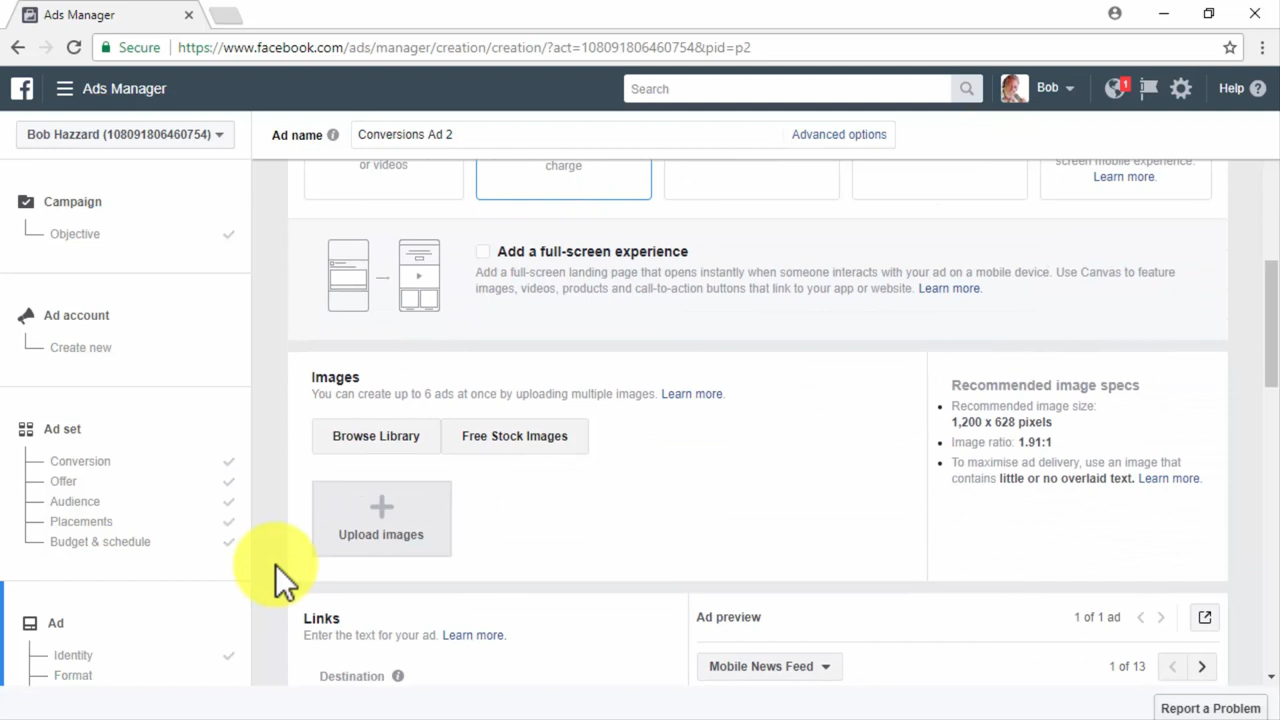 Ads Manager
Secure https://www.facebook.com/ads/manager/creation/creation/?act=108091806460754&pid=p2
Ads Manager
Search
Bob
1
Help
Bob Hazzard (108091806460754)
Ad name
Conversions Ad 2
Advanced options
or videos
charge
screen mobile experience.
Learn more.
Campaign
Objective
Ad account
Create new
Ad set
Conversion
Offer
Audience
Placements
Budget & schedule
Ad
Identity
Format
Add a full-screen experience
Add a full-screen landing page that opens instantly when someone interacts with your ad on a mobile device. Use Canvas to feature
images, videos, products and call-to-action buttons that link to your app or website. Learn more.
Images
You can create up to 6 ads at once by uploading multiple images. Learn more.
Browse Library
Free Stock Images
Upload images
Recommended image specs
Recommended image size:
1,200 x 628 pixels
Image ratio: 1.91:1
To maximise ad delivery, use an image that
contains little or no overlaid text. Learn more.
Links
Enter the text for your ad. Learn more.
Destination
Ad preview
1 of 1 ad
Mobile News Feed
1 of 13
Report a Problem